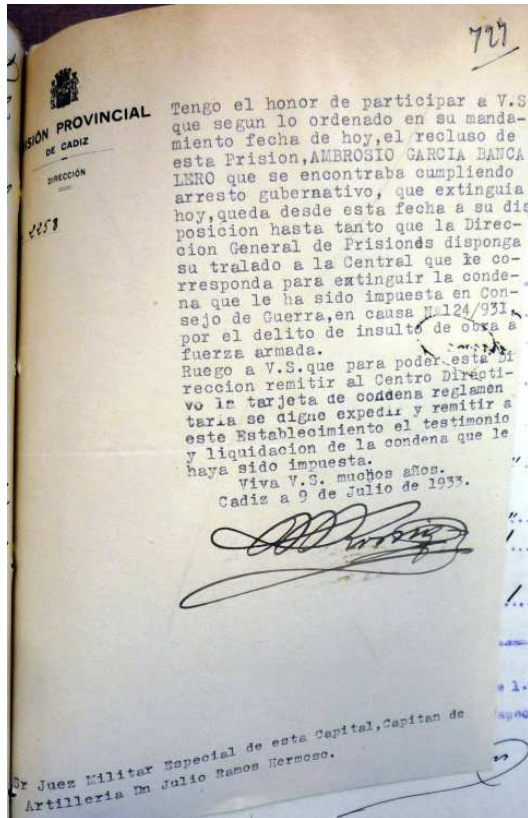 727
PROVINCIAL
DE CADIZ
DIRECCIÓN
2258
Tengo el honor de participar a V.S
que segun lo ordenado en su manda-
miento fecha de hoy,el recluso de
esta Prision,AMBROSIO GARCIA BANCA
LERO que se encontraba cumpliendo
arresto gubernativo, que extinguia
hoy,queda desde esta fecha a su dis
posicion hasta tanto que la Direc-
cion General de Prisiones disponga
su tralado a la Central que le co-
rresponda para extinguir la conde-
na que le ha sido impuesta en Con-
sejo de Guerra,en causa Nº124/931,
por el delito de insulto de obra a
fuerza armada.
Ruego a V.S.que para poder esta Di
reccion remitir al Centro Directi-
vo la tarjeta de condena reglamen
taria se digne expedir y remitir a
este Establecimiento el testimonio
y liquidacion de la condena que le
haya sido impuesta.
Viva V.S. muchos años.
Cadiz a 9 de Julio de 1933.
Sr Juez Militar Especial de esta Capital,Capitan de
Artilleria Dn Julio Ramos Hermoso.